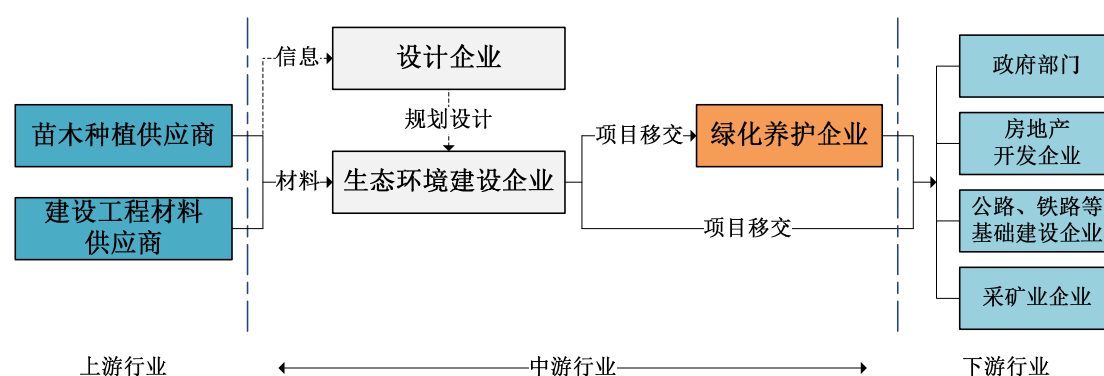 苗木种植供应商
建设工程材料
供应商
信息
材料
设计企业
规划设计
生态环境建设企业
项目移交
绿化养护企业
项目移交
政府部门
房地产
开发企业
公路、铁路等
基础建设企业
采矿业企业
上游行业
中游行业
下游行业